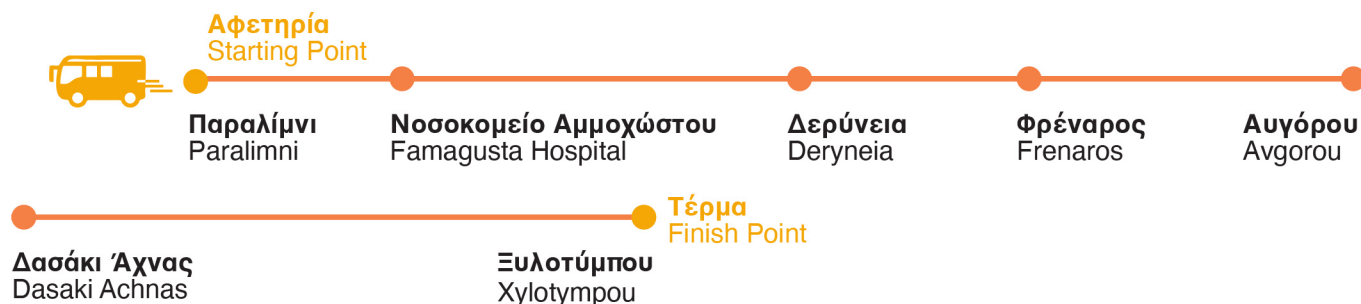 Αφετηρία
Starting Point
Παραλίμνι
Paralimni
Νοσοκομείο Αμμοχώστου
Famagusta Hospital
Δερύνεια
Deryneia
Φρέναρος
Frenaros
Αυγόρου
Avgorou
Τέρμα
Finish Point
Δασάκι Άχνας
Dasaki Achnas
Ξυλοτύμπου
Xylotympou